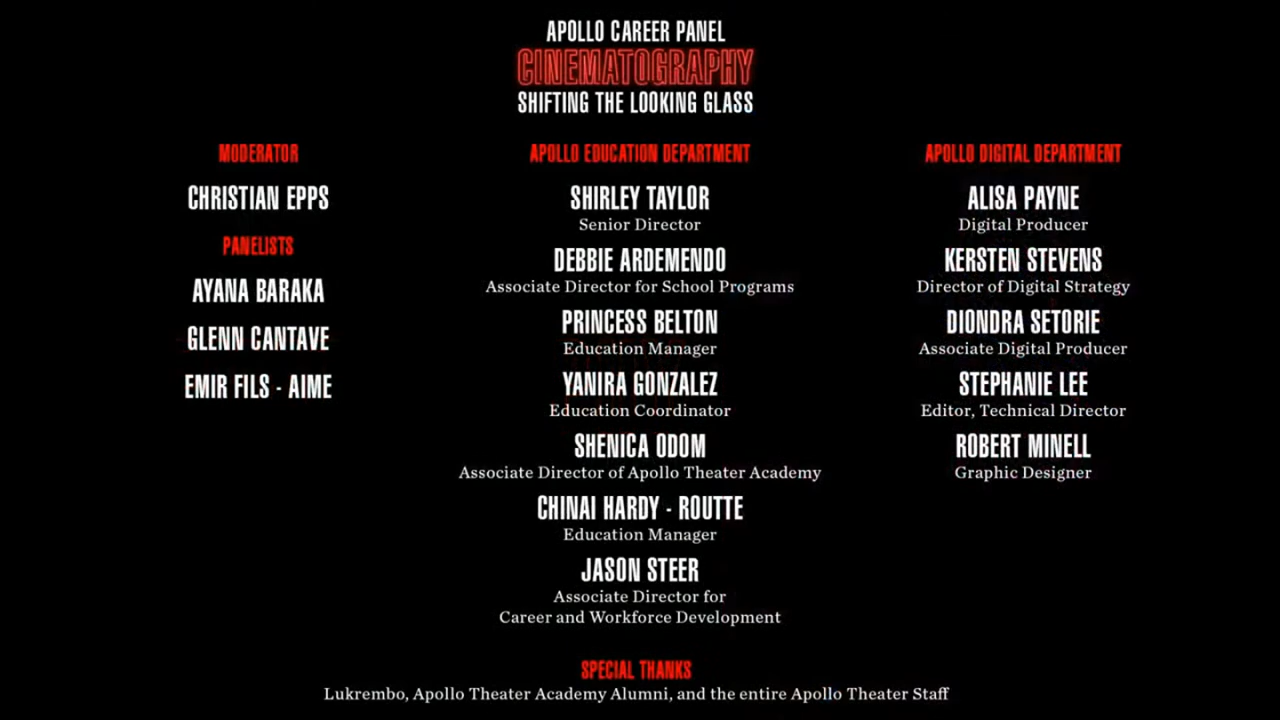 APOLLO CAREER PANEL
CINEMATOGRAPHY
SHIFTING THE LOOKING GLASS
MODERATOR
CHRISTIAN EPPS
PANELISTS
AYANA BARAKA
GLENN CANTAVE
EMIR FILS - AIME
APOLLO EDUCATION DEPARTMENT
SHIRLEY TAYLOR
Senior Director
DEBBIE ARDEMENDO
Associate Director for School Programs
PRINCESS BELTON
Education Manager
YANIRA GONZALEZ
Education Coordinator
SHENICA ODOM
Associate Director of Apollo Theater Academy
CHINAI HARDY - ROUTTE
Education Manager
JASON STEER
Associate Director for
Career and Workforce Development
APOLLO DIGITAL DEPARTMENT
ALISA PAYNE
Digital Producer
KERSTEN STEVENS
Director of Digital Strategy
DIONDRA SETORIE
Associate Digital Producer
STEPHANIE LEE
Editor, Technical Director
ROBERT MINELL
Graphic Designer
SPECIAL THANKS
Lukrembo, Apollo Theater Academy Alumni, and the entire Apollo Theater Staff